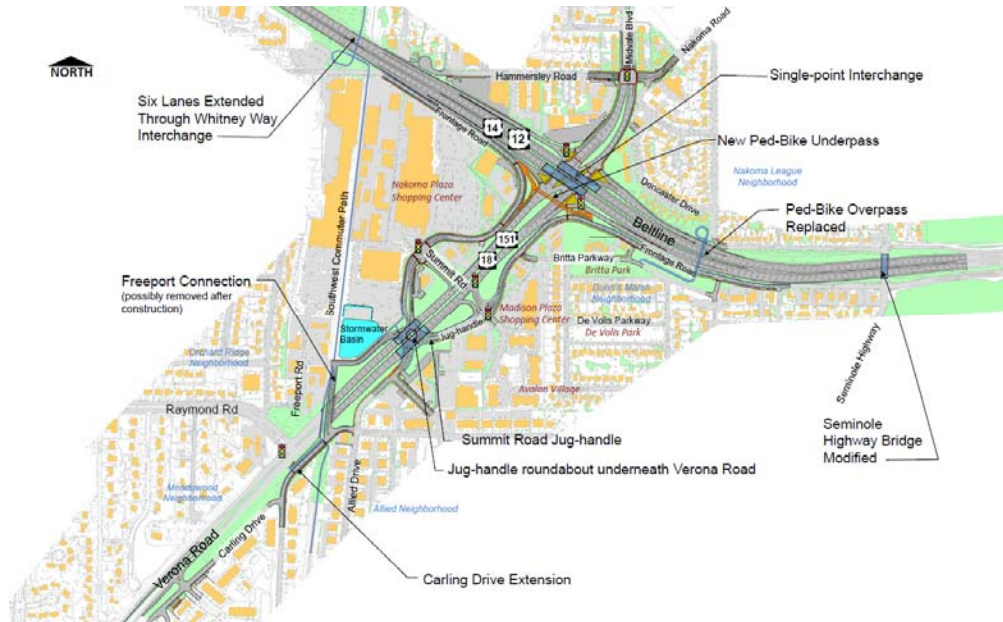 NORTH
Midvale Blvd
Nakoma Road
Hammersley Road
Single-point Interchange
Six Lanes Extended
Through Whitney Way
Interchange
Frontage Road
14
12
New Ped-Bike Underpass
Nakoma Plaza
Shopping Center
Doncaster Drive
Nakoma League
Neighborhood
Beltline
Ped-Bike Overpass
Replaced
Southwest Commuter Path
151
18
Summit Rd
Britta Parkway
Frontage Road
Britta Park
Dunn's Marsh
Neighborhood
Freeport Connection
(possibly removed after
construction)
Madison Plaza
Shopping Center
De Volis Parkway
De Volis Park
Stormwater
Basin
Jug-handle
Seminole Highway
Orchard Ridge
Neighborhood
Freeport Rd
Avalon Village
Raymond Rd
Seminole
Highway Bridge
Modified
Summit Road Jug-handle
Jug-handle roundabout underneath Verona Road
Meadowood
Neighborhood
Allied Drive
Allied Neighborhood
Verona Road
Carling Drive
Carling Drive Extension